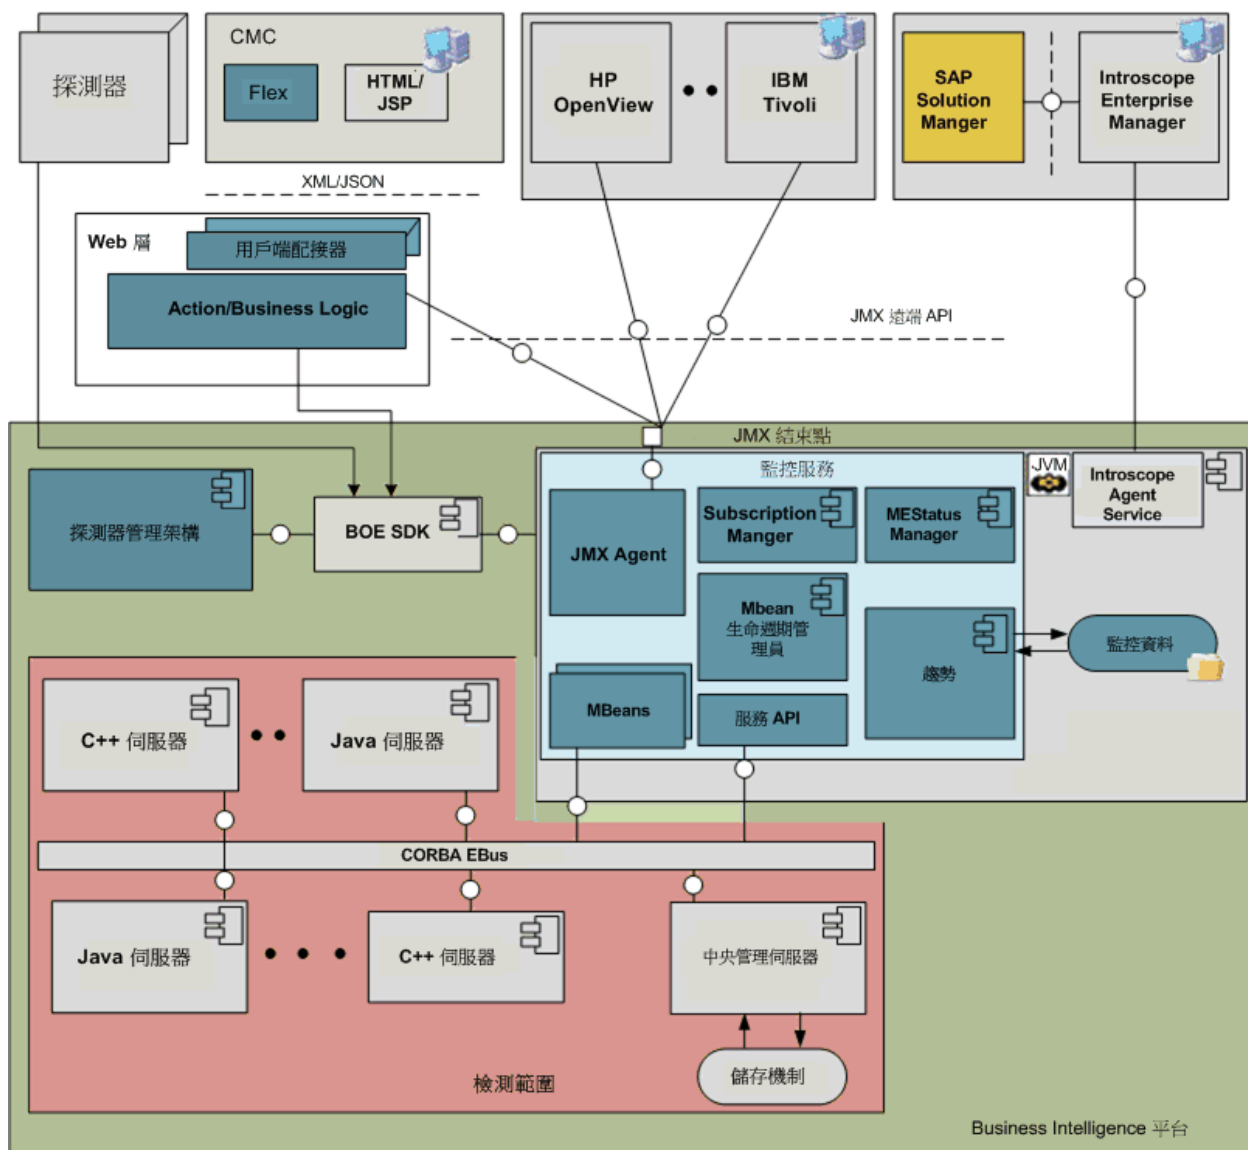 探測器
CMC
Flex
HTML/
JSP
HP
OpenView
IBM
Tivoli
SAP
Solution
Manger
Introscope
Enterprise
Manager
XML/JSON
Web 層
用戶端配接器
Action/Business Logic
JMX 遠端 API
JMX 結束點
探測器管理架構
BOE SDK
監控服務
JMX Agent
Subscription
Manger
MEStatus
Manager
JVM
Introscope
Agent
Service
Mbean
生命週期管
理員
趨勢
監控資料
MBeans
服務 API
C++ 伺服器
Java 伺服器
CORBA EBus
Java 伺服器
C++ 伺服器
中央管理伺服器
儲存機制
檢測範圍
Business Intelligence 平台